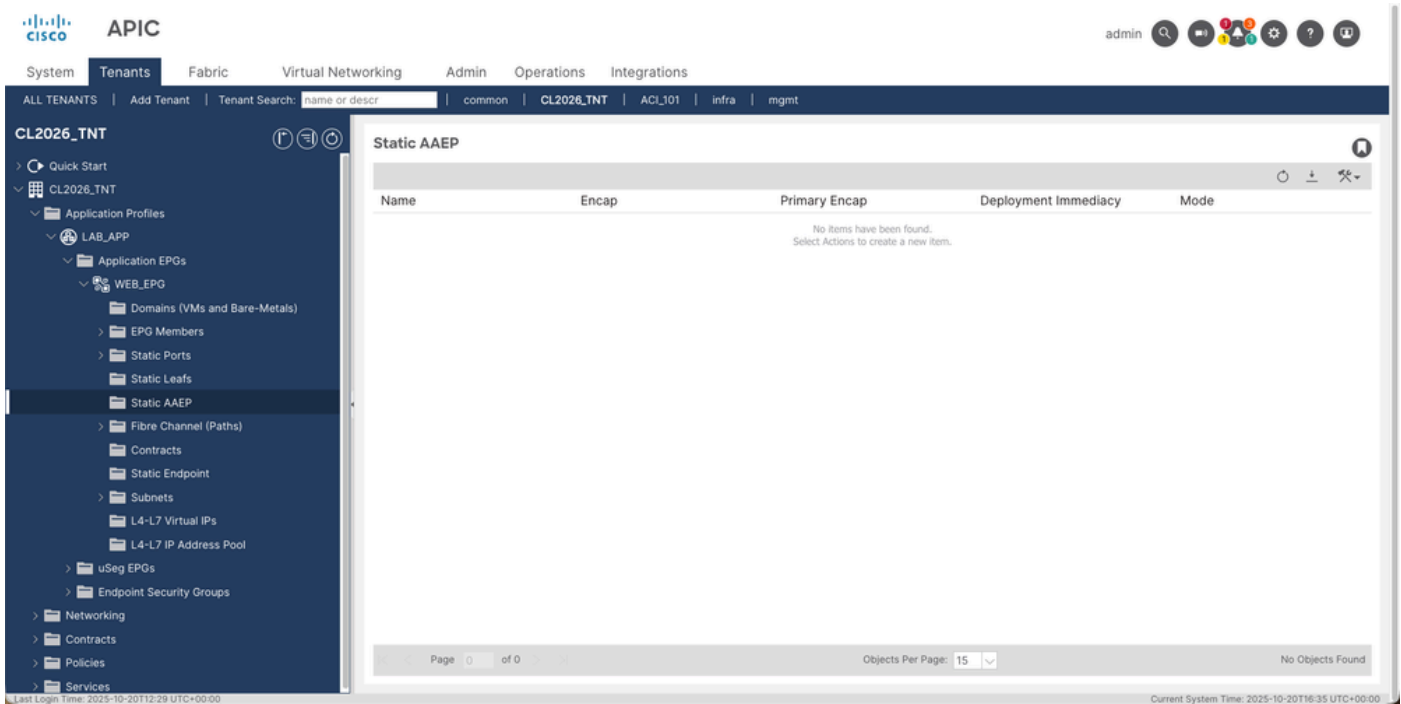 CISCO
APIC
admin
System Tenants Fabric Virtual Networking Admin Operations Integrations
ALL TENANTS | Add Tenant | Tenant Search: name or descr | common | CL2026_TNT | ACI_101 | infra | mgmt
CL2026_TNT
Quick Start
CL2026_TNT
Application Profiles
LAB_APP
Application EPGs
WEB_EPG
Domains (VMs and Bare-Metals)
EPG Members
Static Ports
Static Leafs
Static AAEP
Fibre Channel (Paths)
Contracts
Static Endpoint
Subnets
L4-L7 Virtual IPs
L4-L7 IP Address Pool
uSeg EPGs
Endpoint Security Groups
Networking
Contracts
Policies
Services
Static AAEP
Name Encap Primary Encap Deployment Immediacy Mode
No items have been found.
Select Actions to create a new item.
Page 0 of 0 Objects Per Page: 15 No Objects Found
Last Login Time: 2025-10-20T12:29 UTC+00:00 Current System Time: 2025-10-20T16:35 UTC+00:00